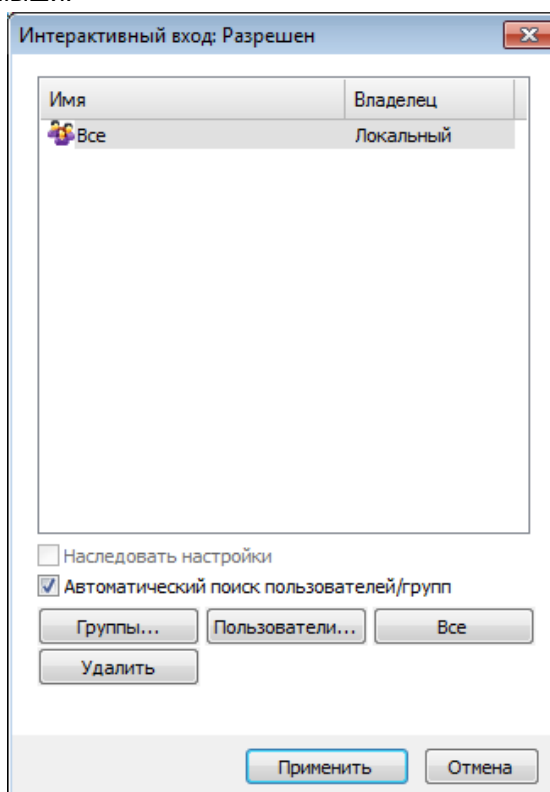 Интерактивный вход: Разрешен
Имя Владелец
Все Локальный
Наследовать настройки
Автоматический поиск пользователей/групп
Группы... Пользователи... Все
Удалить
Применить Отмена